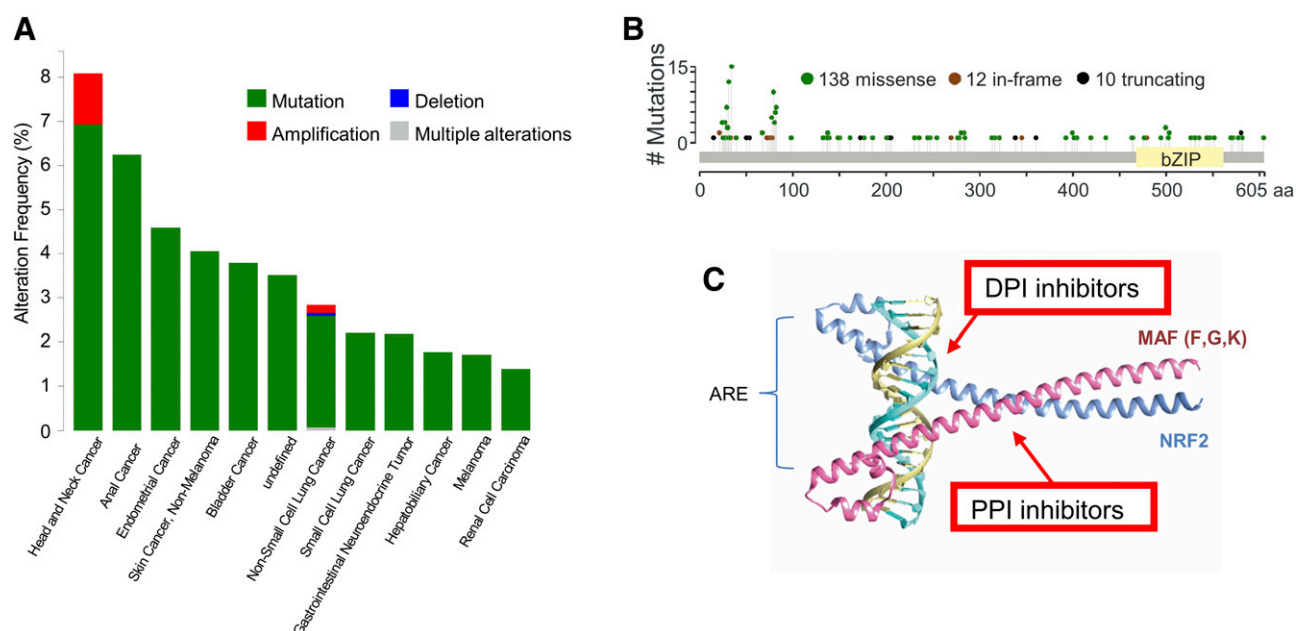 A
Alteration Frequency (%)
8
7
6
5
4
3
2
1
0
Mutation
Deletion
Amplification
Multiple alterations
Head and Neck Cancer
Anal Cancer
Endometrial Cancer
Skin Cancer, Non-Melanoma
Bladder Cancer
undefined
Non-Small Cell Lung Cancer
Small Cell Lung Cancer
Gastrointestinal Neuroendocrine Tumor
Hepatobiliary Cancer
Melanoma
Renal Cell Carcinoma
B
# Mutations
15
0
138 missense
12 in-frame
10 truncating
bZIP
0 100 200 300 400 500 605 aa
C
DPI inhibitors
MAF (F,G,K)
ARE
NRF2
PPI inhibitors